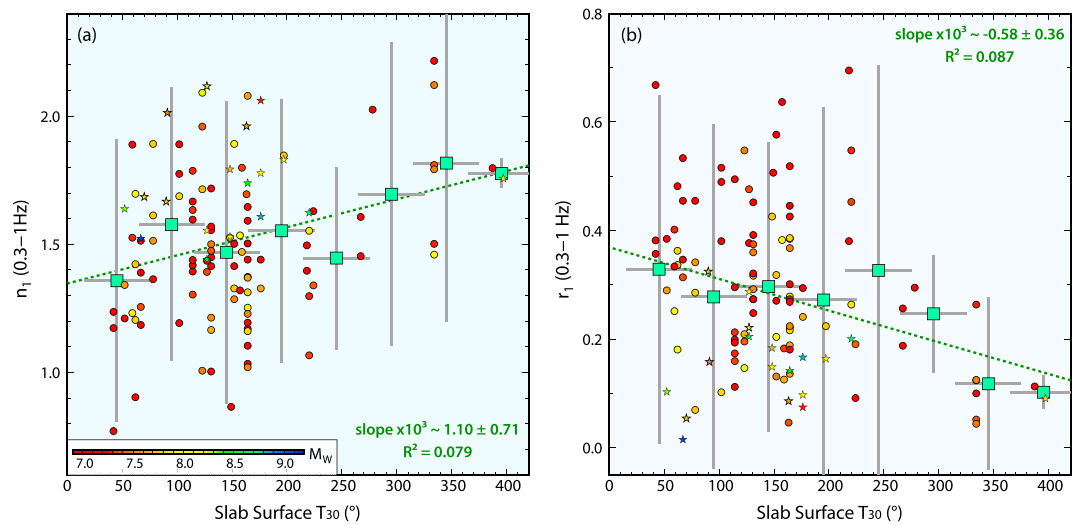 (a)
2.0
1.5
1.0
n1 (0.3−1Hz)
slope x10³ ~ 1.10 ± 0.71
R² = 0.079
7.0 7.5 8.0 8.5 9.0 MW
0 50 100 150 200 250 300 350 400
Slab Surface T30 (°)
(b)
slope x10³ ~ -0.58 ± 0.36
R² = 0.087
0.8
0.6
0.4
0.2
0.0
r1 (0.3−1 Hz)
0 50 100 150 200 250 300 350 400
Slab Surface T30 (°)